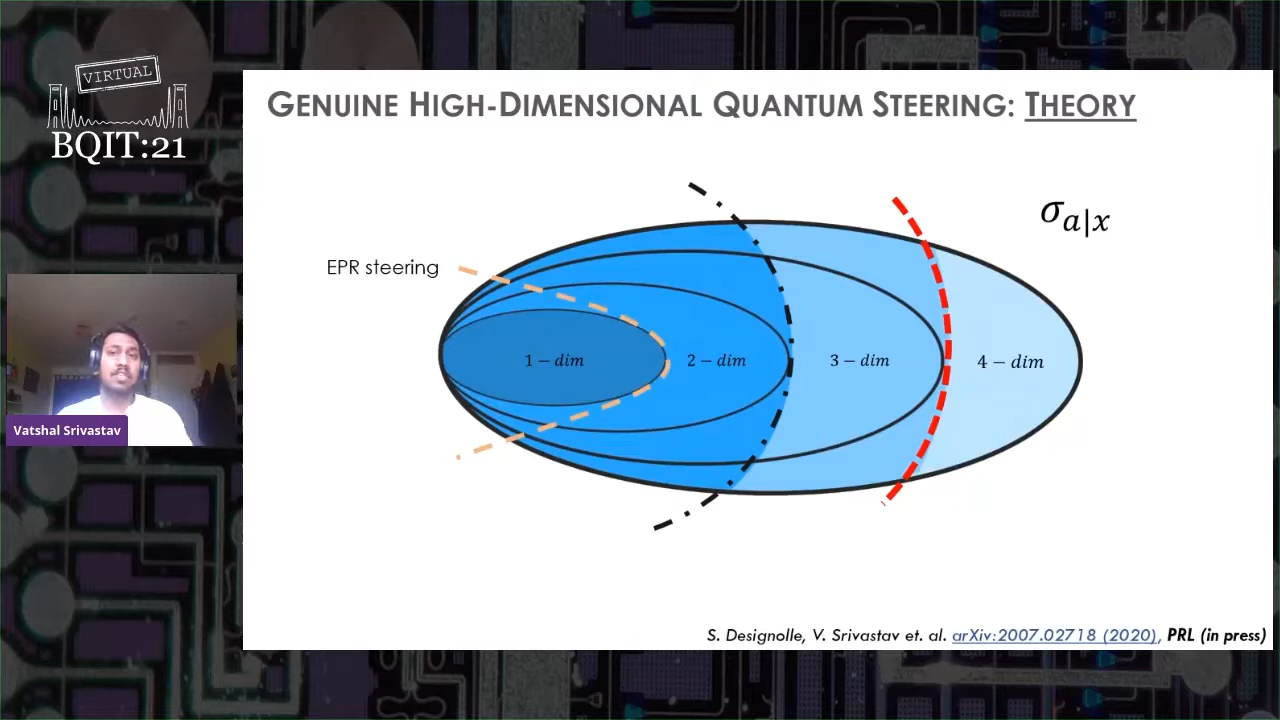 VIRTUAL
BQIT:21
GENUINE HIGH-DIMENSIONAL QUANTUM STEERING: THEORY
σa|x
EPR steering
1 − dim
2 − dim
3 − dim
4 − dim
Vatshal Srivastav
S. Designolle, V. Srivastav et. al. arXiv:2007.02718 (2020), PRL (in press)